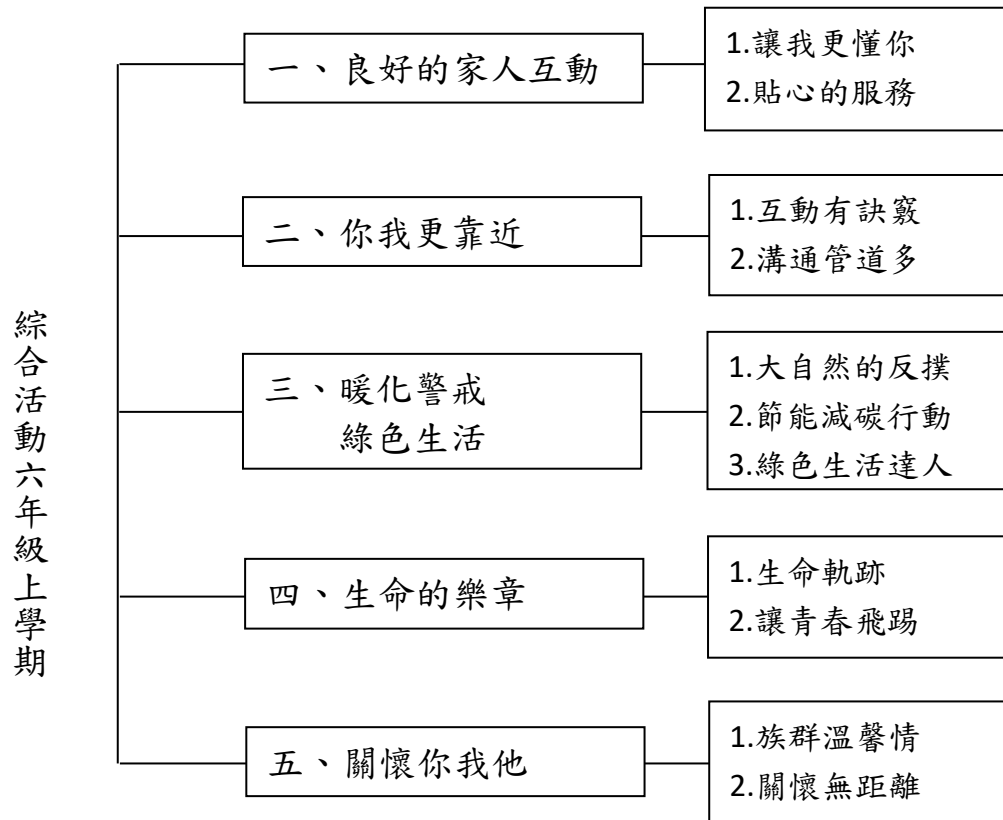 綜合活動六年級上學期
一、良好的家人互動
1.讓我更懂你
2.貼心的服務
二、你我更靠近
1.互動有訣竅
2.溝通管道多
三、暖化警戒
綠色生活
1.大自然的反撲
2.節能減碳行動
3.綠色生活達人
四、生命的樂章
1.生命軌跡
2.讓青春飛踢
五、關懷你我他
1.族群溫馨情
2.關懷無距離